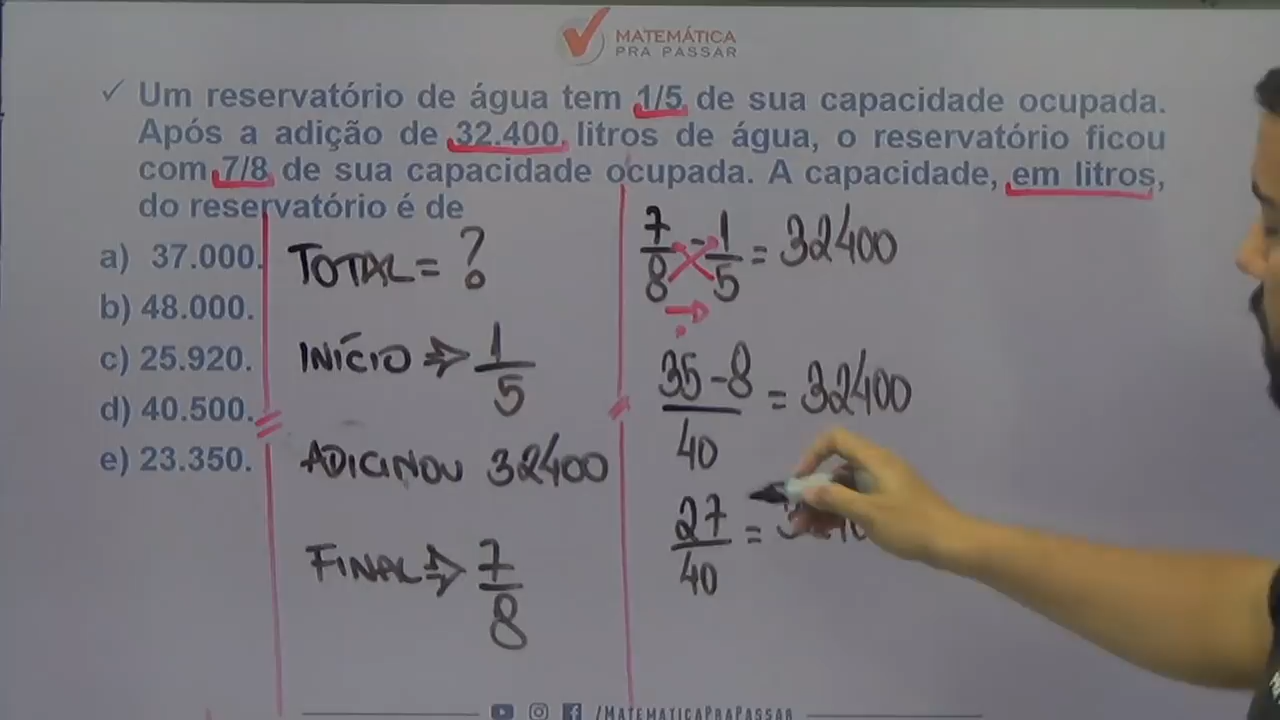 MATEMÁTICA
PRA PASSAR
✓ Um reservatório de água tem 1/5 de sua capacidade ocupada.
Após a adição de 32.400 litros de água, o reservatório ficou
com 7/8 de sua capacidade ocupada. A capacidade, em litros,
do reservatório é de
a) 37.000.
b) 48.000.
c) 25.920.
d) 40.500.
e) 23.350.
TOTAL = ?
INÍCIO ⇒ 1/5
ADICINOU 32400
FINAL ⇒ 7/8
7/8 - 1/5 = 32400
35 - 8 / 40 = 32400
27/40 =
/MATEMATICAPRAPASSAR